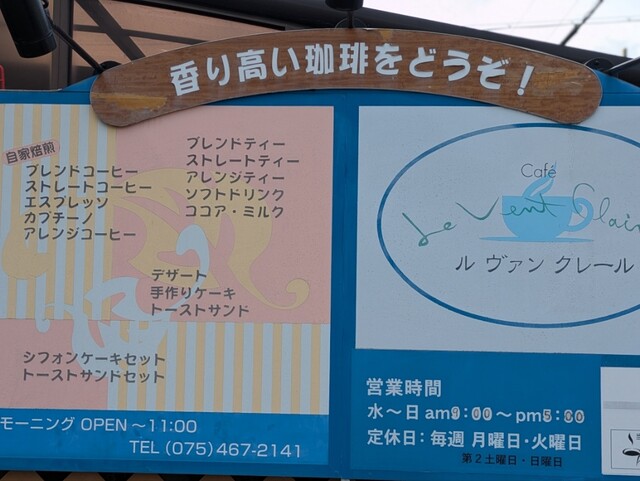 香り高い珈琲をどうぞ!
自家焙煎
ブレンドコーヒー
ストレートコーヒー
エスプレッソ
カプチーノ
アレンジコーヒー
ブレンドティー
ストレートティー
アレンジティー
ソフトドリンク
ココア・ミルク
デザート
手作りケーキ
トーストサンド
シフォンケーキセット
トーストサンドセット
モーニング OPEN ~11:00
TEL (075)467-2141
Café
Le Vent Clair
ル ヴァン クレール
営業時間
水~日 am9:00~pm5:00
定休日:毎週 月曜日・火曜日
第2土曜日・日曜日